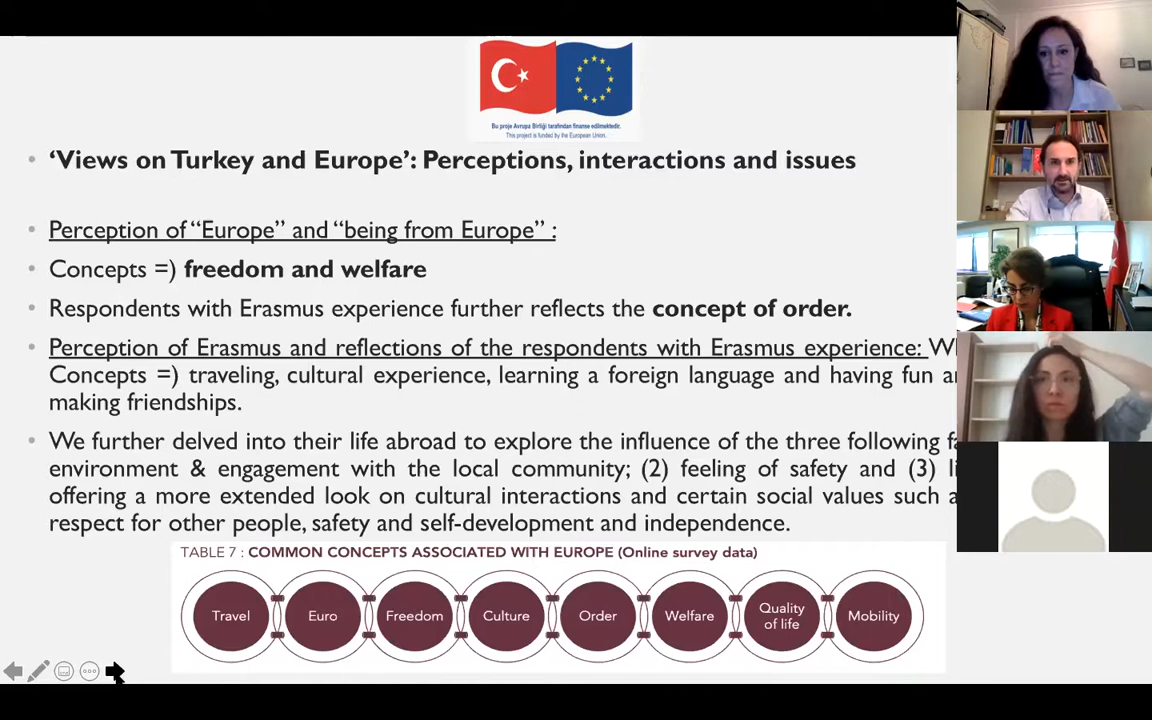 Bu proje Avrupa Birliği tarafından finanse edilmektedir.
This project is funded by the European Union.
• ‘Views on Turkey and Europe’: Perceptions, interactions and issues
• Perception of “Europe” and “being from Europe” :
• Concepts =) freedom and welfare
• Respondents with Erasmus experience further reflects the concept of order.
• Perception of Erasmus and reflections of the respondents with Erasmus experience:
Concepts =) traveling, cultural experience, learning a foreign language and having fun
making friendships.
• We further delved into their life abroad to explore the influence of the three following
environment & engagement with the local community; (2) feeling of safety and (3)
offering a more extended look on cultural interactions and certain social values such
respect for other people, safety and self-development and independence.
TABLE 7 : COMMON CONCEPTS ASSOCIATED WITH EUROPE (Online survey data)
Travel
Euro
Freedom
Culture
Order
Welfare
Quality
of life
Mobility